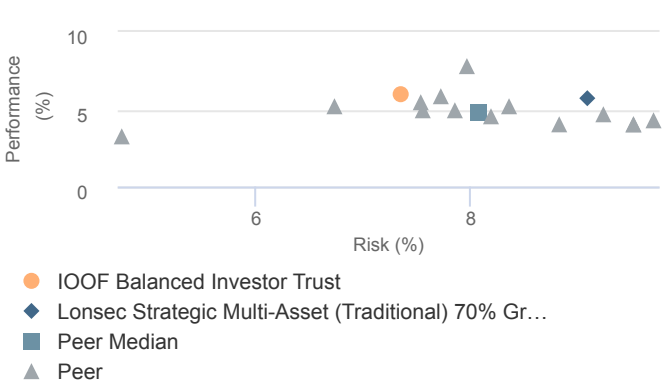 10
Performance
(%)
5
0
6
8
Risk (%)
IOOF Balanced Investor Trust
Lonsec Strategic Multi-Asset (Traditional) 70% Gr…
Peer Median
Peer